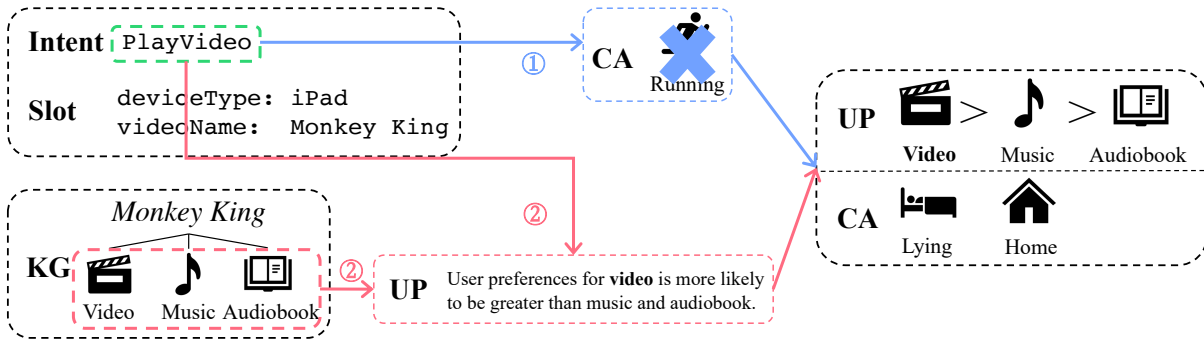 Intent PlayVideo
Slot deviceType: iPad
videoName: Monkey King
①
CA
Running
UP > >
Video Music Audiobook
CA
Lying Home
②
Monkey King
KG
Video Music Audiobook
②
UP User preferences for video is more likely
to be greater than music and audiobook.